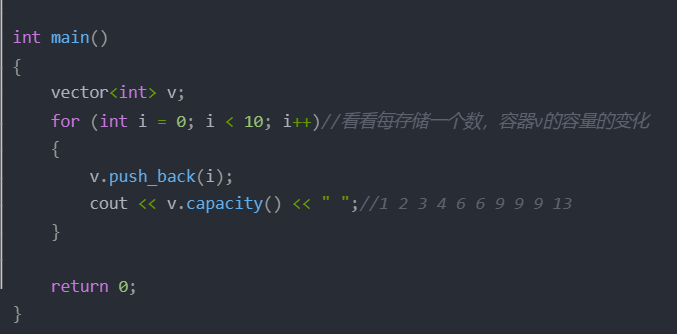 int main()
{
vector<int> v;
for (int i = 0; i < 10; i++)//看看每存储一个数，容器v的容量的变化
{
v.push_back(i);
cout << v.capacity() << " ";//1 2 3 4 6 6 9 9 9 13
}
return 0;
}